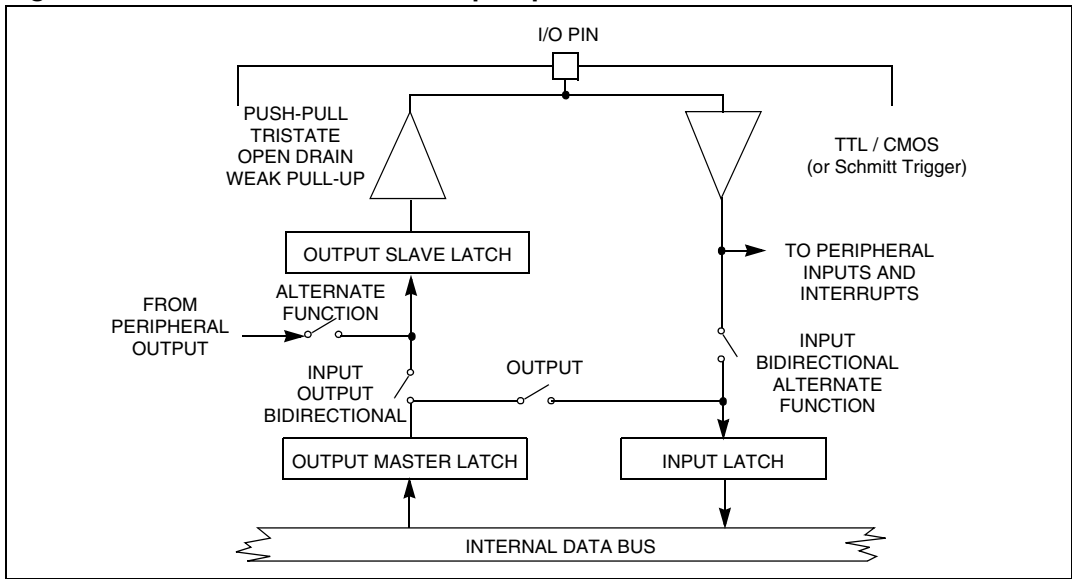 I/O PIN
PUSH-PULL
TRISTATE
OPEN DRAIN
WEAK PULL-UP
TTL / CMOS
(or Schmitt Trigger)
OUTPUT SLAVE LATCH
TO PERIPHERAL
INPUTS AND
INTERRUPTS
ALTERNATE
FUNCTION
FROM
PERIPHERAL
OUTPUT
INPUT
OUTPUT
BIDIRECTIONAL
OUTPUT
INPUT
BIDIRECTIONAL
ALTERNATE
FUNCTION
OUTPUT MASTER LATCH
INPUT LATCH
INTERNAL DATA BUS